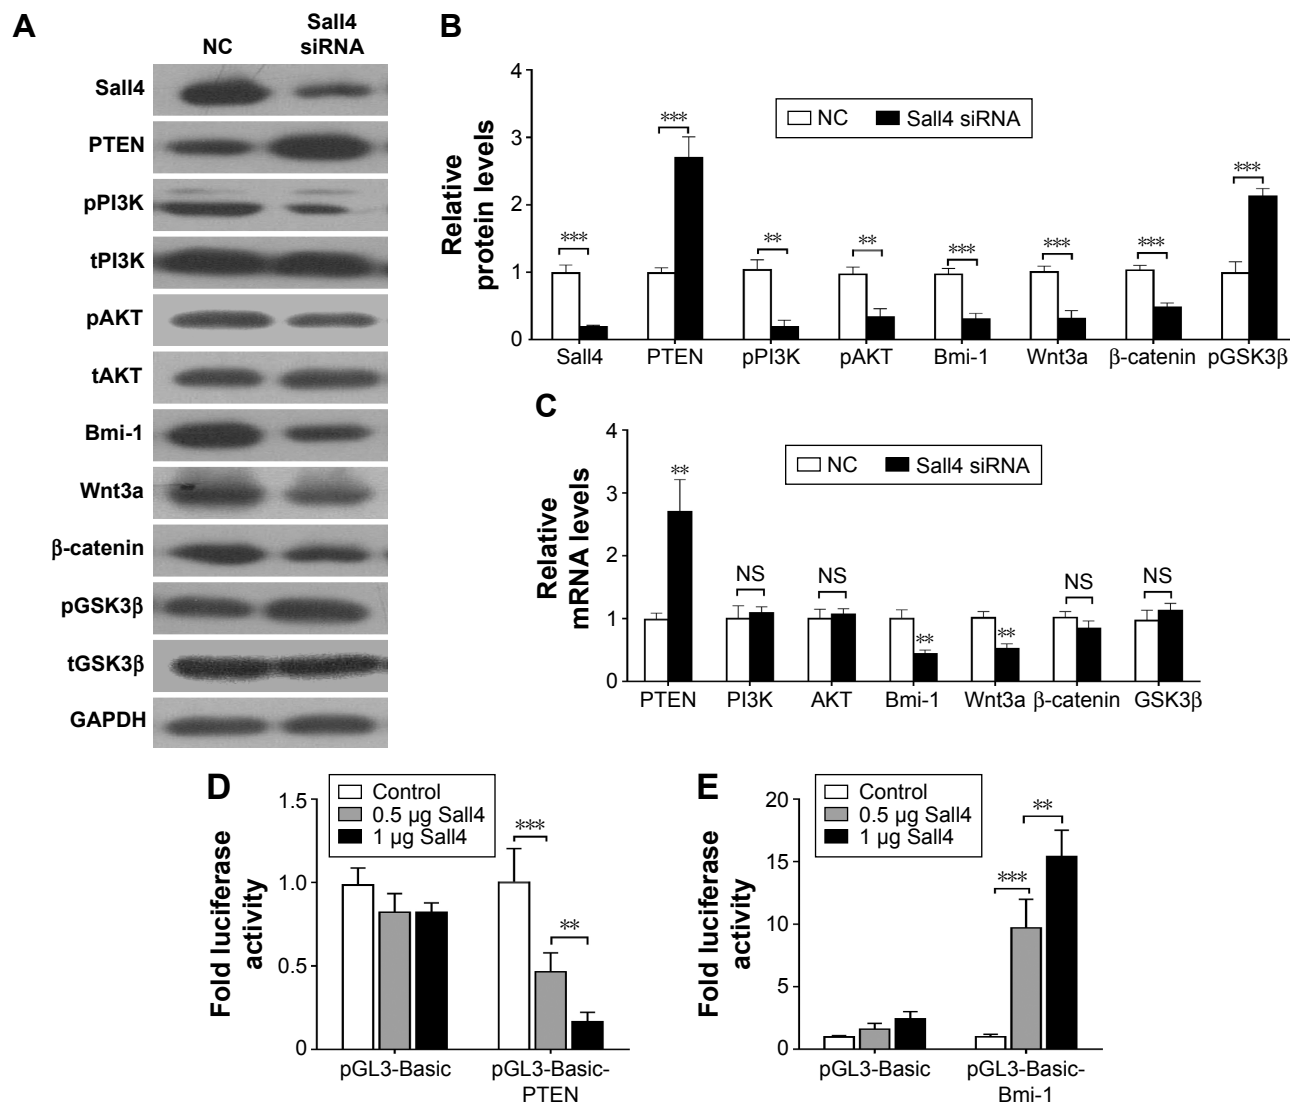 A
NC
Sall4
siRNA
Sall4
PTEN
pPI3K
tPI3K
pAKT
tAKT
Bmi-1
Wnt3a
β-catenin
pGSK3β
tGSK3β
GAPDH
B
Relative
protein levels
4
3
2
1
0
NC Sall4 siRNA
*** *** ** ** *** *** *** ***
Sall4 PTEN pPI3K pAKT Bmi-1 Wnt3a β-catenin pGSK3β
C
Relative
mRNA levels
4
3
2
1
0
NC Sall4 siRNA
** NS NS ** ** NS NS
PTEN PI3K AKT Bmi-1 Wnt3a β-catenin GSK3β
D
Fold luciferase
activity
1.5
1.0
0.5
0
Control
0.5 µg Sall4
1 µg Sall4
***
**
pGL3-Basic pGL3-Basic-
PTEN
E
Fold luciferase
activity
20
15
10
5
0
Control
0.5 µg Sall4
1 µg Sall4
**
***
pGL3-Basic pGL3-Basic-
Bmi-1